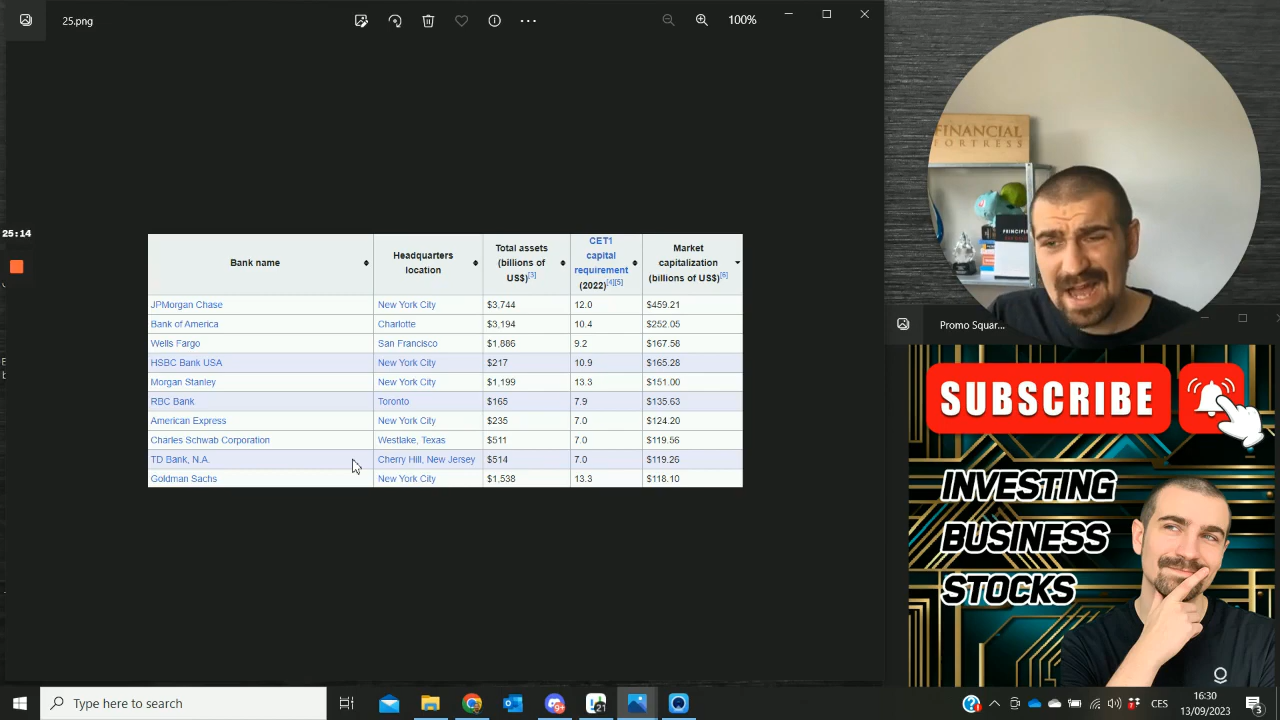 25.png
100%
25:14
Bank name
Headquarters location
Total assets (billions of US$)[3]
CET1 capital requirement (2022)[4][5]
Market capitalization (billion of US$)[6]
JPMorgan Chase New York City $3,744 12.0 $459.21
Bank of America Charlotte $3,194 10.4 $252.05
Wells Fargo San Francisco $1,886 9.2 $167.58
HSBC Bank USA New York City $217 10.9 $165.28
Morgan Stanley New York City $1,199 13.3 $151.00
RBC Bank Toronto $165 7.9 $135.63
American Express New York City $235 7.0 $124.20
Charles Schwab Corporation Westlake, Texas $511 7.0 $119.56
TD Bank, N.A. Cherry Hill, New Jersey $514 7.0 $119.26
Goldman Sachs New York City $1,538 13.3 $118.10
FINANCIAL
FORTRESS
PRINCIPLES
Promo Squar...
SUBSCRIBE
INVESTING
BUSINESS
STOCKS
Type here to search
CES
16:30
13/09/2023
3